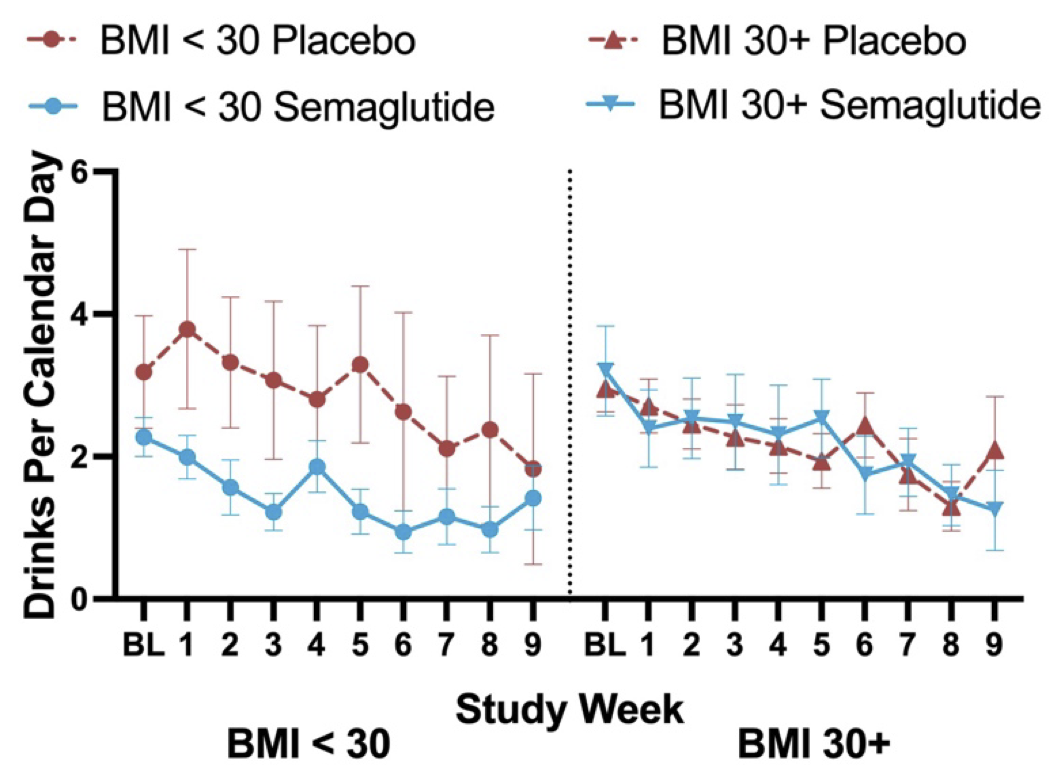 BMI < 30 Placebo
BMI 30+ Placebo
BMI < 30 Semaglutide
BMI 30+ Semaglutide
Drinks Per Calendar Day
6
4
2
0
BL 1 2 3 4 5 6 7 8 9
BL 1 2 3 4 5 6 7 8 9
Study Week
BMI < 30
BMI 30+